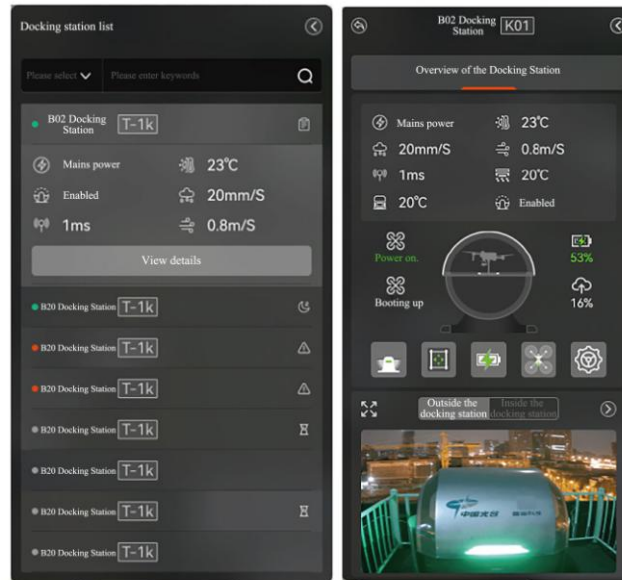 Docking station list
Please select
Please enter keywords
B02 Docking
Station
T-1k
Mains power
23℃
Enabled
20mm/S
1ms
0.8m/S
View details
B20 Docking Station T-1k
B20 Docking Station T-1k
B20 Docking Station T-1k
B20 Docking Station T-1k
B20 Docking Station T-1k
B20 Docking Station T-1k
B20 Docking Station T-1k
B02 Docking
Station
K01
Overview of the Docking Station
Mains power
23℃
20mm/S
0.8m/S
1ms
20℃
20℃
Enabled
Power on.
53%
Booting up
16%
Outside the
docking station
Inside the
docking station
中国光谷